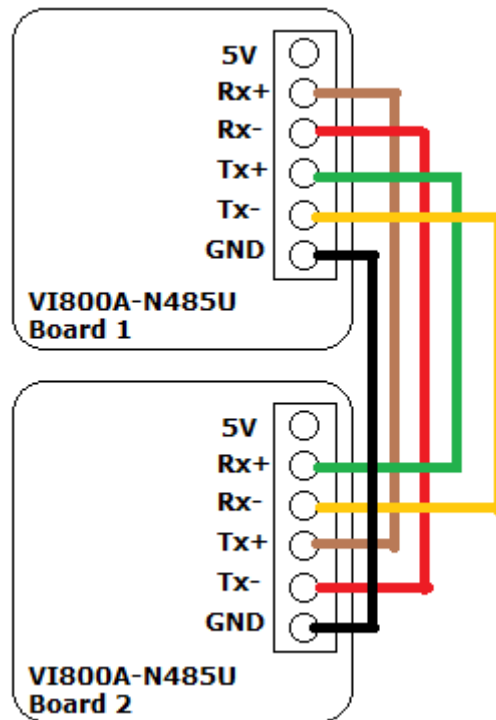 5V
Rx+
Rx-
Tx+
Tx-
GND
VI800A-N485U
Board 1
5V
Rx+
Rx-
Tx+
Tx-
GND
VI800A-N485U
Board 2